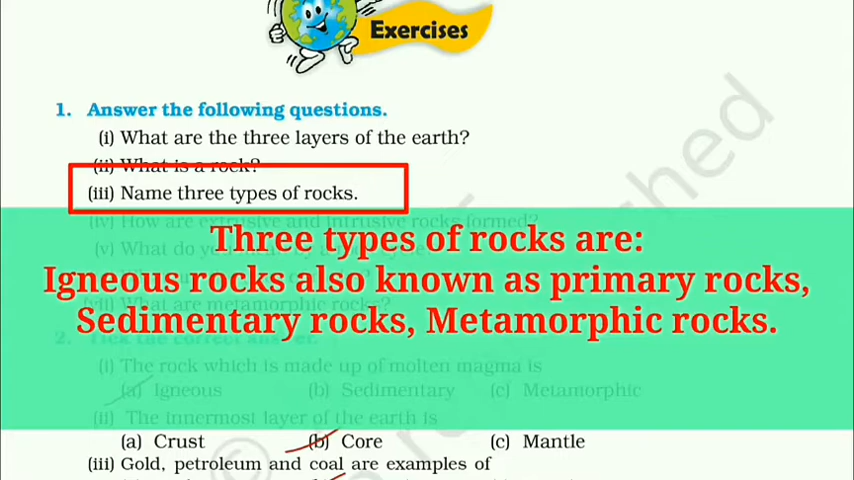 Exercises
1. Answer the following questions.
(i) What are the three layers of the earth?
(ii) What is a rock?
(iii) Name three types of rocks.
(iv) How are extrusive and intrusive rocks formed?
Three types of rocks are:
(v) What do you
Igneous rocks also known as primary rocks,
What are metamorphic rocks?
Sedimentary rocks, Metamorphic rocks.
2. Tick the correct answer.
(i) The rock which is made up of molten magma is
(a) Igneous (b) Sedimentary (c) Metamorphic
(ii) The innermost layer of the earth is
(a) Crust (b) Core (c) Mantle
(iii) Gold, petroleum and coal are examples of